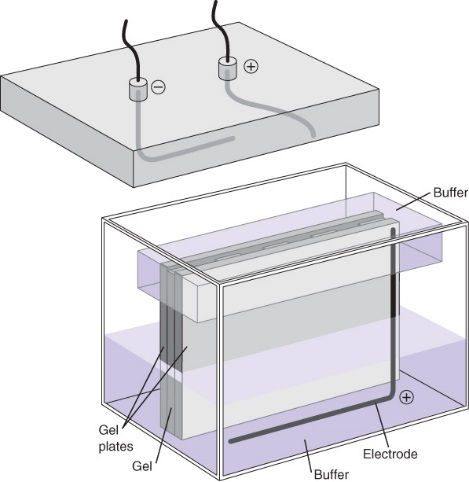 ⊖
⊕
Buffer
⊕
Gel
plates
Gel
Electrode
Buffer